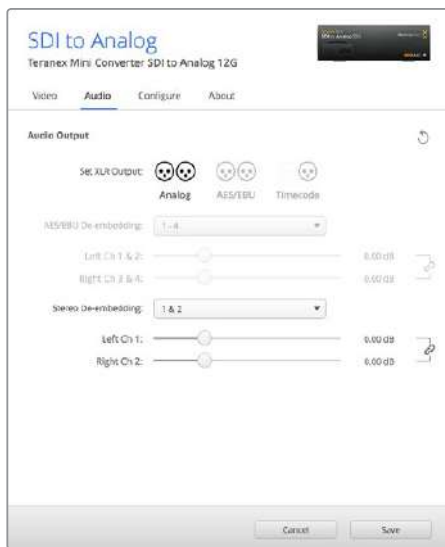 SDI to Analog
Teranex Mini Converter SDI to Analog 12G
Video Audio Configure About
Audio Output
Set XLR Output:
Analog AES/EBU Timecode
AES/EBU De-embedding: 1 - 4
Left Ch 1 & 2: 0.00 dB
Right Ch 3 & 4: 0.00 dB
Stereo De-embedding: 1 & 2
Left Ch 1: 0.00 dB
Right Ch 2: 0.00 dB
Cancel Save